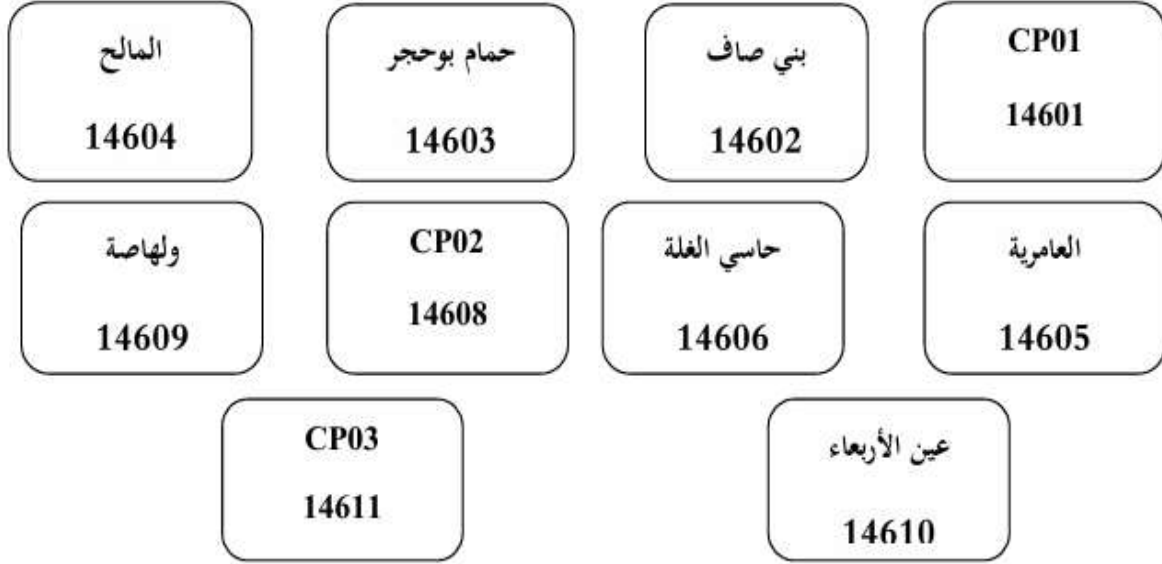 CP01
14601
بني صاف
14602
حمام بوحجر
14603
المالح
14604
العامرية
14605
حاسي الغلة
14606
CP02
14608
ولهاصة
14609
عين الأربعاء
14610
CP03
14611